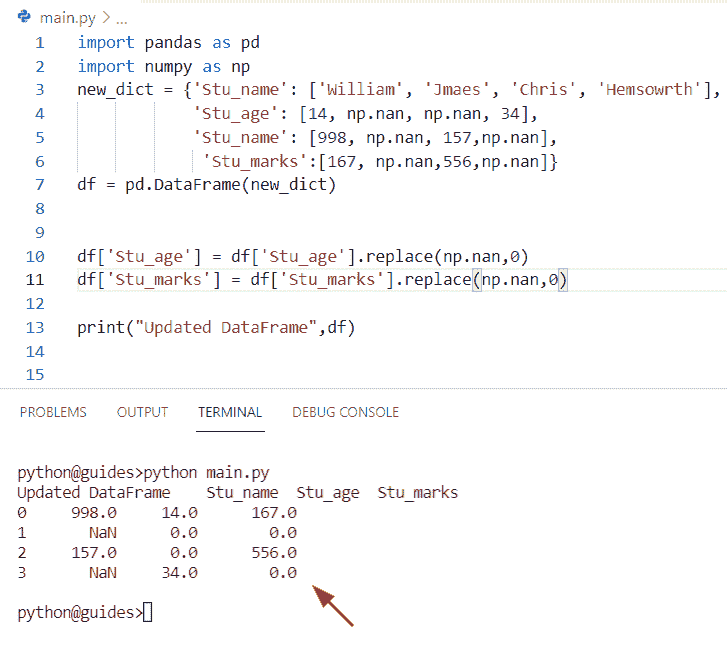 main.py > ...
1 import pandas as pd
2 import numpy as np
3 new_dict = {'Stu_name': ['William', 'Jmaes', 'Chris', 'Hemsowrth'],
4 'Stu_age': [14, np.nan, np.nan, 34],
5 'Stu_name': [998, np.nan, 157,np.nan],
6 'Stu_marks':[167, np.nan,556,np.nan]}
7 df = pd.DataFrame(new_dict)
8
9
10 df['Stu_age'] = df['Stu_age'].replace(np.nan,0)
11 df['Stu_marks'] = df['Stu_marks'].replace(np.nan,0)
12
13 print("Updated DataFrame",df)
14
15
PROBLEMS OUTPUT TERMINAL DEBUG CONSOLE
python@guides>python main.py
Updated DataFrame    Stu_name  Stu_age  Stu_marks
0 998.0 14.0 167.0
1 NaN 0.0 0.0
2 157.0 0.0 556.0
3 NaN 34.0 0.0
python@guides>